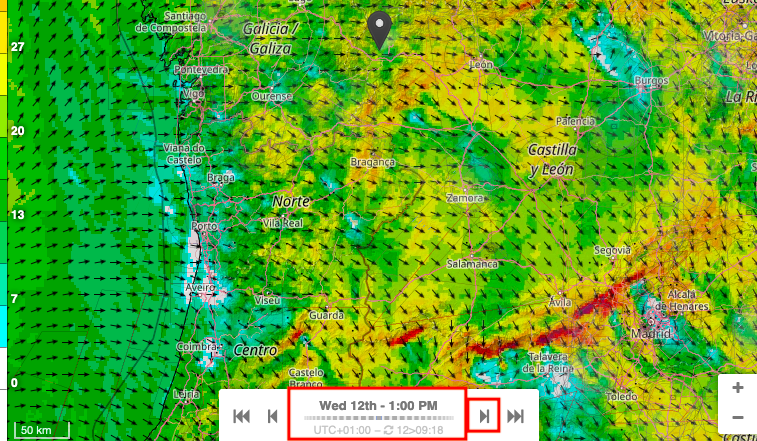 Santiago
de Compostela
Galicia /
Galiza
27
Pontevedra
León
Vitoria-Ga
Vigo
Ourense
Burgos
La Ri
20
Palencia
Viana do
Castelo
Castilla
y León
Bragança
Braga
Zamora
Norte
13
Porto
Vila Real
Segovia
Salamanca
7
Aveiro
Viseu
Ávila
Alcalá
de Henares
Guarda
Madrid
Coimbra
Centro
Talavera
de la Reina
0
Castelo
Branco
Leiria
Toledo
Wed 12th - 1:00 PM
UTC+01:00 – 12>09:18
50 km
+
−